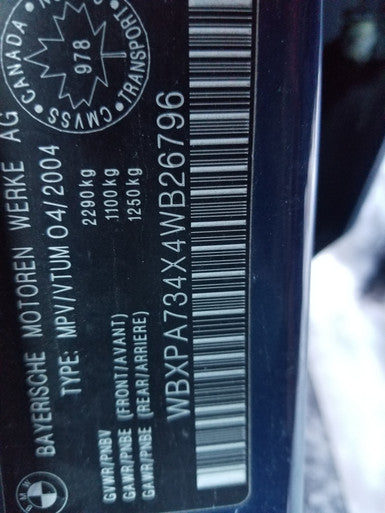 BAYERISCHE MOTOREN WERKE AG
TYPE: MPV/VTUM 04/2004
GVWR/PNBV 2290kg
GAWR/PNBE (FRONT/AVANT) 1100kg
GAWR/PNBE (REAR/ARRIERE) 1250kg
WBXPA734X4WB26796
CANADA
978
CMVSS
TRANSPORT
BMW